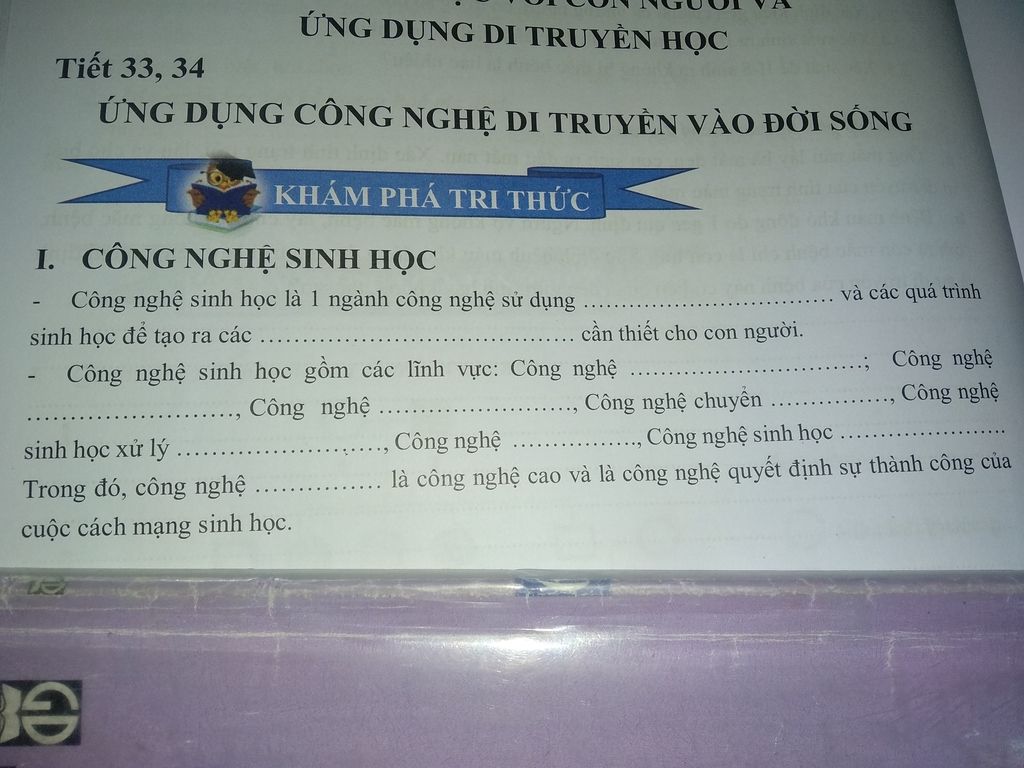 VỚI CON NGƯỜI VÀ
ỨNG DỤNG DI TRUYỀN HỌC
Tiết 33, 34
ỨNG DỤNG CÔNG NGHỆ DI TRUYỀN VÀO ĐỜI SỐNG
KHÁM PHÁ TRI THỨC
I. CÔNG NGHỆ SINH HỌC
- Công nghệ sinh học là 1 ngành công nghệ sử dụng ................................ và các quá trình
sinh học để tạo ra các ........................................ cần thiết cho con người.
- Công nghệ sinh học gồm các lĩnh vực: Công nghệ ..............................; Công nghệ
..........................., Công nghệ ........................., Công nghệ chuyển ..............., Công nghệ
sinh học xử lý .........................., Công nghệ ................, Công nghệ sinh học .....................
Trong đó, công nghệ ................ là công nghệ cao và là công nghệ quyết định sự thành công của
cuộc cách mạng sinh học.